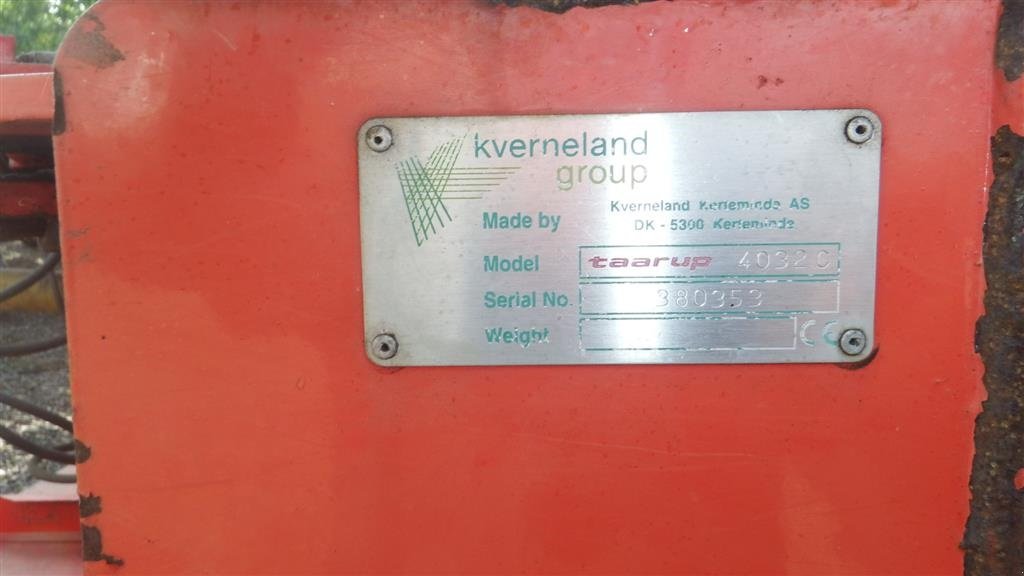 kverneland
group
Made by Kverneland Kerteminde AS
DK - 5300 Kerteminde
Model taarup 4032 C
Serial No. 380353
Weight CE